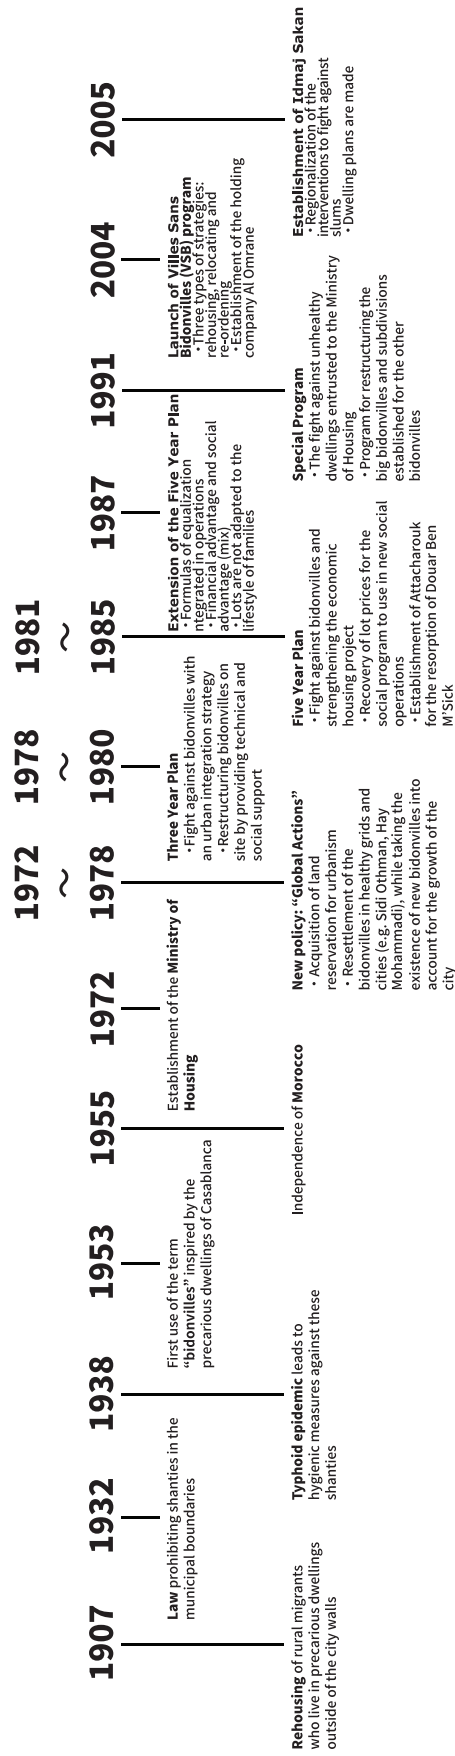 1907
Rehousing of rural migrants
who live in precarious dwellings
outside of the city walls
1932
Law prohibiting shanties in the
municipal boundaries
1938
Typhoid epidemic leads to
hygienic measures against these
shanties
1953
First use of the term
“bidonvilles” inspired by the
precarious dwellings of Casablanca
1955
Independence of Morocco
1972
Establishment of the Ministry of
Housing
1972
~
1978
New policy: “Global Actions”
• Acquisition of land
reservation for urbanism
• Resettlement of the
bidonvilles in healthy grids and
cities (e.g. Sidi Othman, Hay
Mohammadi), while taking the
existence of new bidonvilles into
account for the growth of the
city
1978
~
1980
Three Year Plan
• Fight against bidonvilles with
an urban integration strategy
• Restructuring bidonvilles on
site by providing technical and
social support
1981
~
1985
Five Year Plan
• Fight against bidonvilles and
strengthening the economic
housing project
• Recovery of lot prices for the
social program to use in new social
operations
• Establishment of Attacharouk
for the resorption of Douar Ben
M’Sick
1987
Extension of the Five Year Plan
• Formulas of equalization
ntegrated in operations
• Financial advantage and social
advantage (mix)
• Lots are not adapted to the
lifestyle of families
1991
Special Program
• The fight against unhealthy
dwellings entrusted to the Ministry
of Housing
• Program for restructuring the
big bidonvilles and subdivisions
established for the other
bidonvilles
2004
Launch of Villes Sans
Bidonvilles (VSB) program
• Three types of strategies:
rehousing, relocating and
re-ordening
• Establishment of the holding
company Al Omrane
2005
Establishment of Idmaj Sakan
• Regionalization of the
interventions to fight against
slums
• Dwelling plans are made